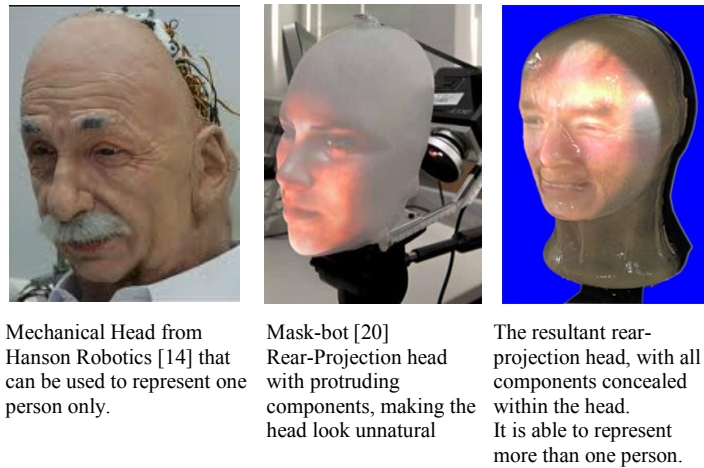 Mechanical Head from
Hanson Robotics [14] that
can be used to represent one
person only.
Mask-bot [20]
Rear-Projection head
with protruding
components, making the
head look unnatural
The resultant rear-
projection head, with all
components concealed
within the head.
It is able to represent
more than one person.